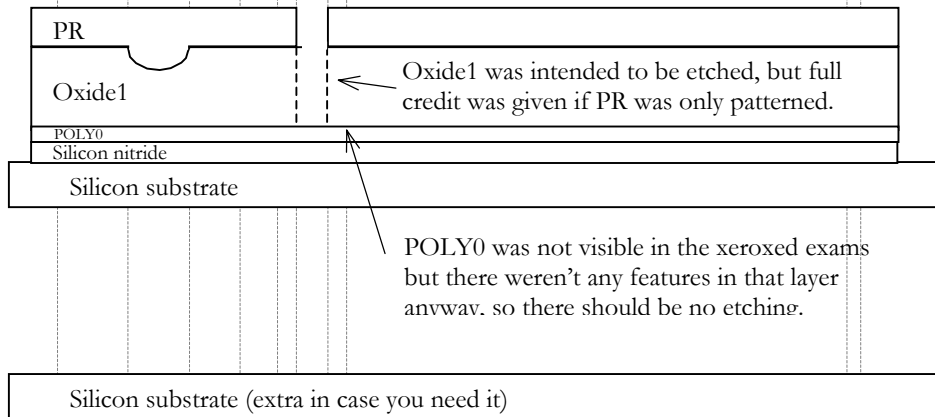 PR
Oxide1 was intended to be etched, but full
credit was given if PR was only patterned.
Oxide1
POLY0
Silicon nitride
Silicon substrate
POLY0 was not visible in the xeroxed exams
but there weren't any features in that layer
anyway, so there should be no etching.
Silicon substrate (extra in case you need it)